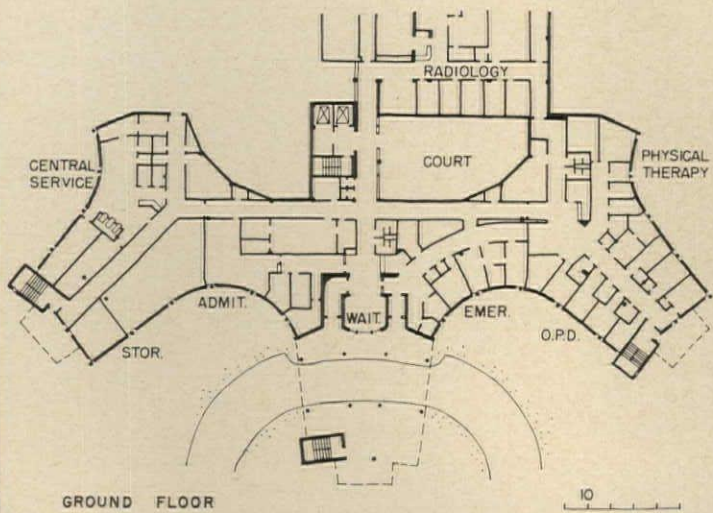 RADIOLOGY
CENTRAL
SERVICE
COURT
PHYSICAL
THERAPY
ADMIT.
WAIT.
EMER.
O.P.D.
STOR.
GROUND FLOOR
10